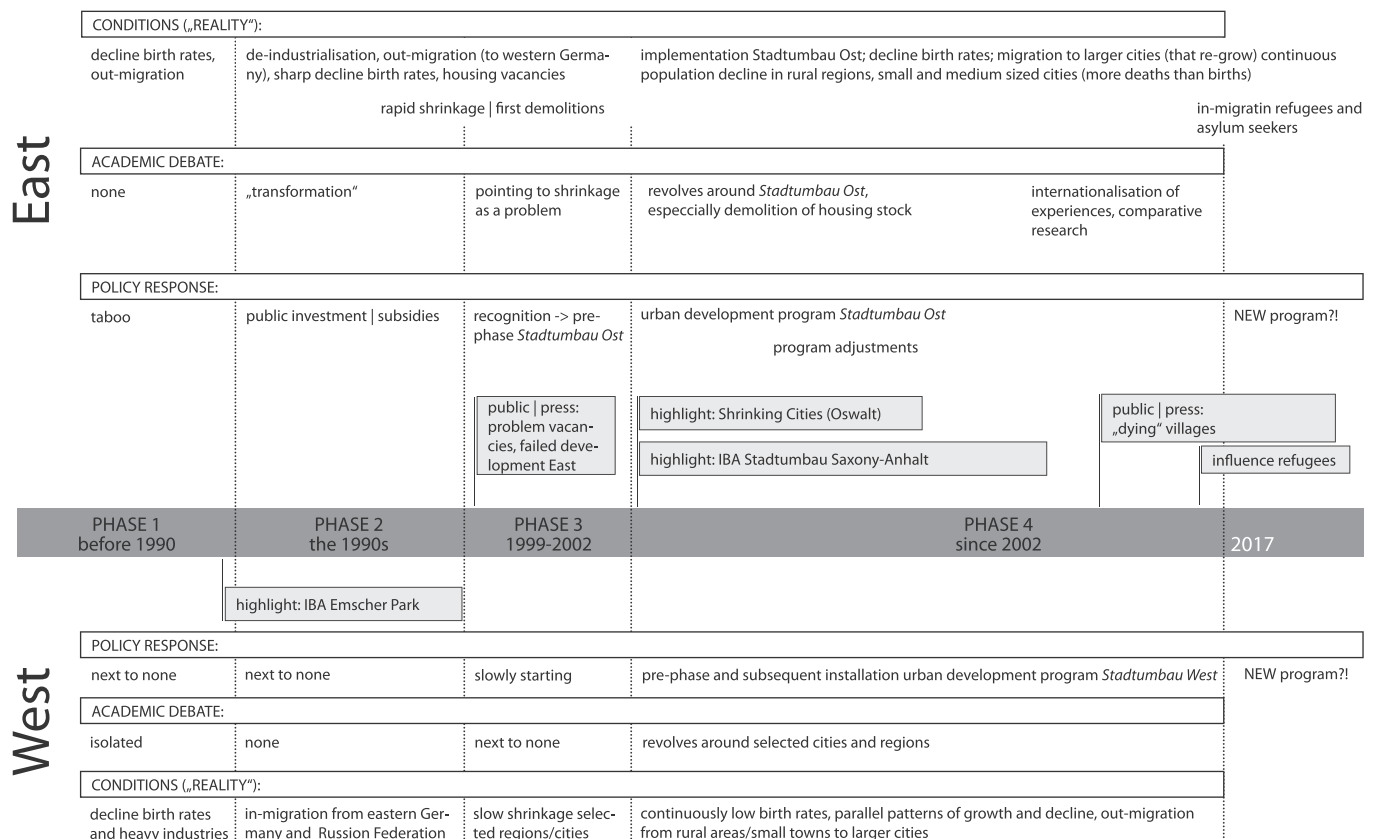 East
CONDITIONS („REALITY“):
decline birth rates,
out-migration
de-industrialisation, out-migration (to western Germa-
ny), sharp decline birth rates, housing vacancies
implementation Stadtumbau Ost; decline birth rates; migration to larger cities (that re-grow) continuous
population decline in rural regions, small and medium sized cities (more deaths than births)
rapid shrinkage | first demolitions
in-migratin refugees and
asylum seekers
ACADEMIC DEBATE:
none
„transformation“
pointing to shrinkage
as a problem
revolves around Stadtumbau Ost,
especcially demolition of housing stock
internationalisation of
experiences, comparative
research
POLICY RESPONSE:
taboo
public investment | subsidies
recognition -> pre-
phase Stadtumbau Ost
urban development program Stadtumbau Ost
program adjustments
NEW program?!
public | press:
problem vacan-
cies, failed deve-
lopment East
highlight: Shrinking Cities (Oswalt)
highlight: IBA Stadtumbau Saxony-Anhalt
public | press:
„dying“ villages
influence refugees
PHASE 1
before 1990
PHASE 2
the 1990s
PHASE 3
1999-2002
PHASE 4
since 2002
2017
highlight: IBA Emscher Park
West
POLICY RESPONSE:
next to none
next to none
slowly starting
pre-phase and subsequent installation urban development program Stadtumbau West
NEW program?!
ACADEMIC DEBATE:
isolated
none
next to none
revolves around selected cities and regions
CONDITIONS („REALITY“):
decline birth rates
and heavy industries
in-migration from eastern Ger-
many and Russion Federation
slow shrinkage selec-
ted regions/cities
continuously low birth rates, parallel patterns of growth and decline, out-migration
from rural areas/small towns to larger cities